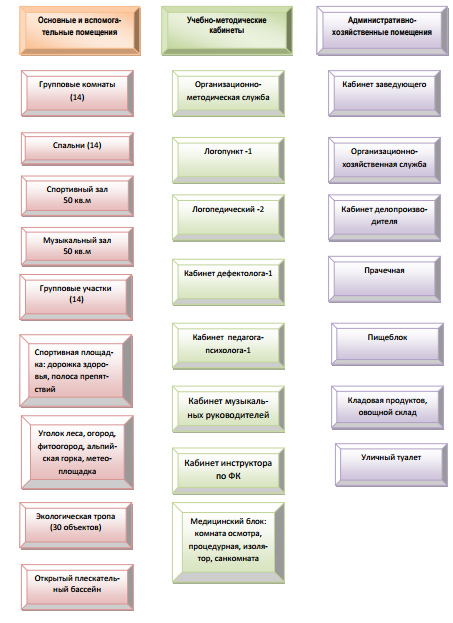 Основные и вспомога-
тельные помещения
Учебно-методические
кабинеты
Административно-
хозяйственные помещения
Групповые комнаты
(14)
Спальни (14)
Спортивный зал
50 кв.м
Музыкальный зал
50 кв.м
Групповые участки
(14)
Спортивная площад-
ка: дорожка здоро-
вья, полоса препят-
ствий
Уголок леса, огород,
фитоогород, альпий-
ская горка, метео-
площадка
Экологическая тропа
(30 объектов)
Открытый плескатель-
ный бассейн
Организационно-
методическая служба
Логопункт -1
Логопедический -2
Кабинет дефектолога-1
Кабинет педагога-
психолога-1
Кабинет музыкаль-
ных руководителей
Кабинет инструктора
по ФК
Медицинский блок:
комната осмотра,
процедурная, изоля-
тор, санкомната
Кабинет заведующего
Организационно-
хозяйственная служба
Кабинет делопроизво-
дителя
Прачечная
Пищеблок
Кладовая продуктов,
овощной склад
Уличный туалет